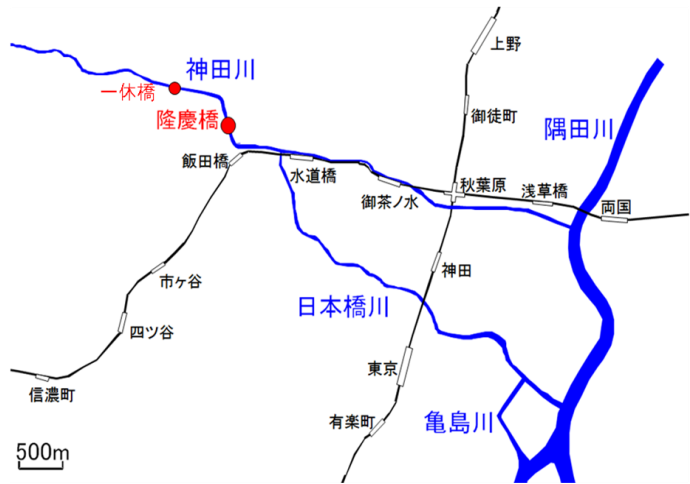 上野
神田川
一休橋
隆慶橋
御徒町
隅田川
飯田橋
水道橋
御茶ノ水
秋葉原
浅草橋
両国
市ヶ谷
神田
日本橋川
四ツ谷
東京
信濃町
有楽町
亀島川
500m